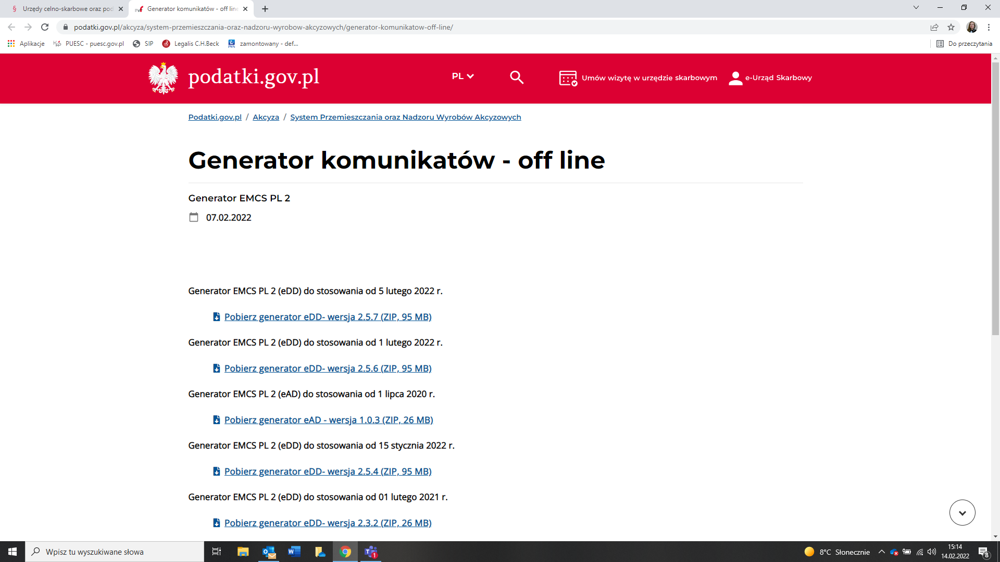 Urzędy celno-skarbowe oraz pod
Generator komunikatów - off line
podatki.gov.pl/akcyza/system-przemieszczania-oraz-nadzoru-wyrobow-akcyzowych/generator-komunikatow-off-line/
Aplikacje
PUESC - puesc.gov.pl
SIP
Legalis C.H.Beck
zamontowany - def...
Do przeczytania
podatki.gov.pl
PL
Umów wizytę w urzędzie skarbowym
e-Urząd Skarbowy
Podatki.gov.pl / Akcyza / System Przemieszczania oraz Nadzoru Wyrobów Akcyzowych
Generator komunikatów - off line
Generator EMCS PL 2
07.02.2022
Generator EMCS PL 2 (eDD) do stosowania od 5 lutego 2022 r.
Pobierz generator eDD- wersja 2.5.7 (ZIP, 95 MB)
Generator EMCS PL 2 (eDD) do stosowania od 1 lutego 2022 r.
Pobierz generator eDD- wersja 2.5.6 (ZIP, 95 MB)
Generator EMCS PL 2 (eAD) do stosowania od 1 lipca 2020 r.
Pobierz generator eAD - wersja 1.0.3 (ZIP, 26 MB)
Generator EMCS PL 2 (eDD) do stosowania od 15 stycznia 2022 r.
Pobierz generator eDD- wersja 2.5.4 (ZIP, 95 MB)
Generator EMCS PL 2 (eDD) do stosowania od 01 lutego 2021 r.
Pobierz generator eDD- wersja 2.3.2 (ZIP, 26 MB)
Wpisz tu wyszukiwane słowa
8°C Słonecznie
15:14
14.02.2022
8